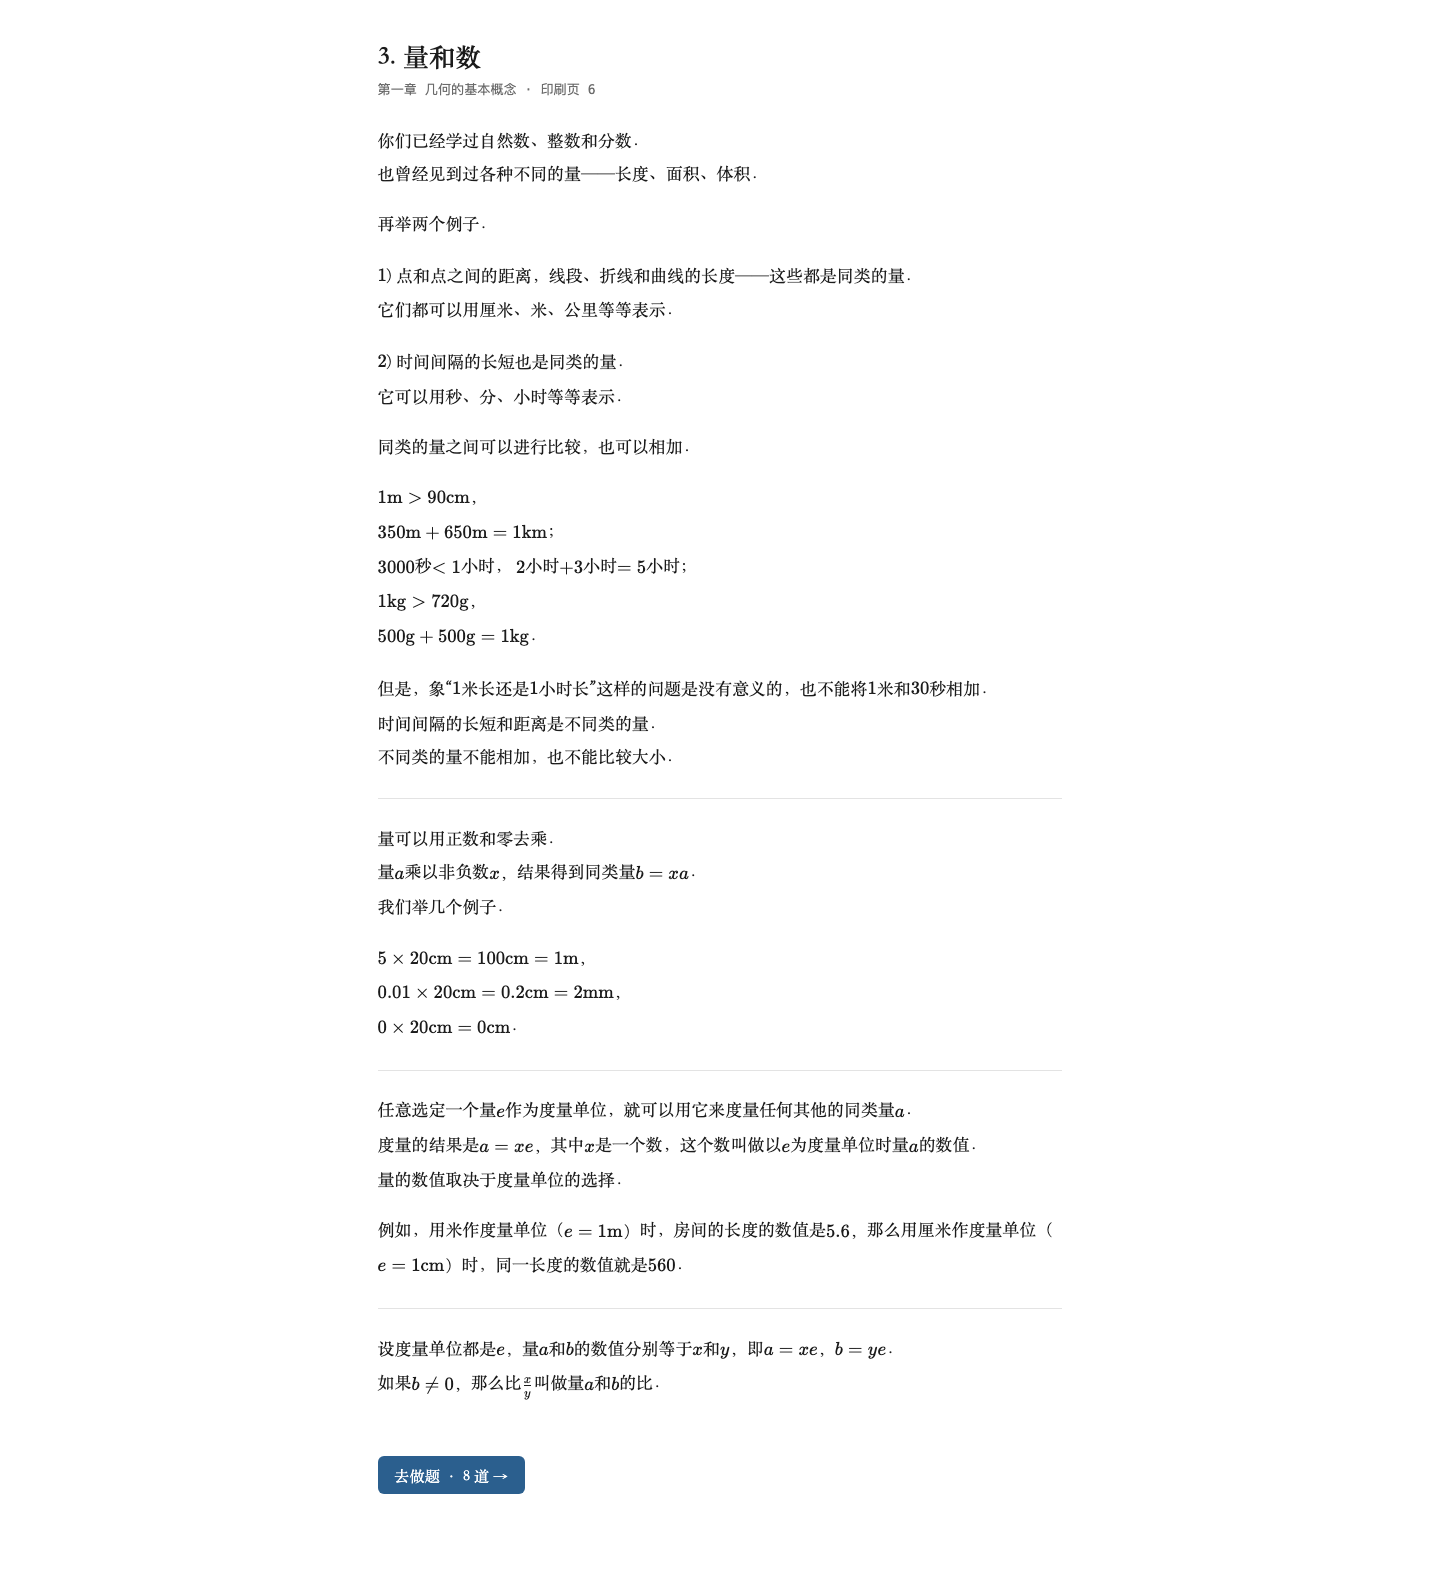 3. 量和数
第一章 几何的基本概念 · 印刷页 6
你们已经学过自然数、整数和分数.
也曾经见到过各种不同的量——长度、面积、体积.
再举两个例子.
1) 点和点之间的距离，线段、折线和曲线的长度——这些都是同类的量.
它们都可以用厘米、米、公里等等表示.
2) 时间间隔的长短也是同类的量.
它可以用秒、分、小时等等表示.
同类的量之间可以进行比较，也可以相加.
1m > 90cm，
350m + 650m = 1km；
3000秒< 1小时， 2小时+3小时= 5小时；
1kg > 720g，
500g + 500g = 1kg.
但是，象“1米长还是1小时长”这样的问题是没有意义的，也不能将1米和30秒相加.
时间间隔的长短和距离是不同类的量.
不同类的量不能相加，也不能比较大小.
量可以用正数和零去乘.
量a乘以非负数x，结果得到同类量b = xa.
我们举几个例子.
5 × 20cm = 100cm = 1m，
0.01 × 20cm = 0.2cm = 2mm，
0 × 20cm = 0cm.
任意选定一个量e作为度量单位，就可以用它来度量任何其他的同类量a.
度量的结果是a = xe，其中x是一个数，这个数叫做以e为度量单位时量a的数值.
量的数值取决于度量单位的选择.
例如，用米作度量单位（e = 1m）时，房间的长度的数值是5.6，那么用厘米作度量单位（
e = 1cm）时，同一长度的数值就是560.
设度量单位都是e，量a和b的数值分别等于x和y，即a = xe，b = ye.
如果b ≠ 0，那么比x/y叫做量a和b的比.
去做题 · 8 道 →